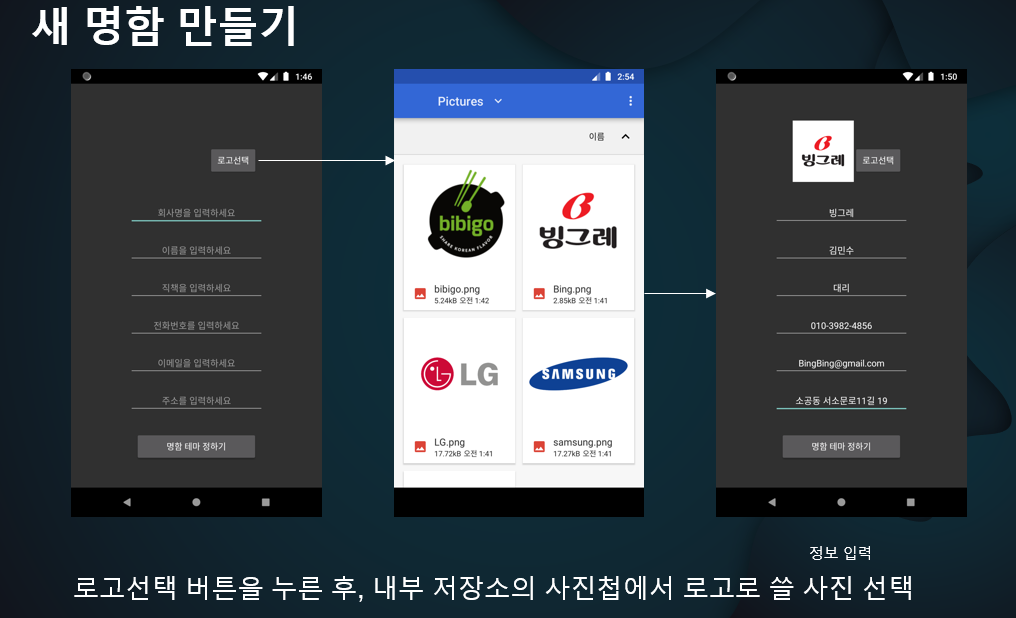 새 명함 만들기
1:46
로고선택
회사명을 입력하세요
이름을 입력하세요
직책을 입력하세요
전화번호를 입력하세요
이메일을 입력하세요
주소를 입력하세요
명함 테마 정하기
2:54
Pictures
이름
bibigo
SHARE KOREAN FLAVOR
bibigo.png
5.24kB 오전 1:42
빙그레
Bing.png
2.85kB 오전 1:41
LG
LG.png
17.72kB 오전 1:41
SAMSUNG
samsung.png
17.27kB 오전 1:41
1:50
빙그레
로고선택
빙그레
김민수
대리
010-3982-4856
BingBing@gmail.com
소공동 서소문로11길 19
명함 테마 정하기
정보 입력
로고선택 버튼을 누른 후, 내부 저장소의 사진첩에서 로고로 쓸 사진 선택